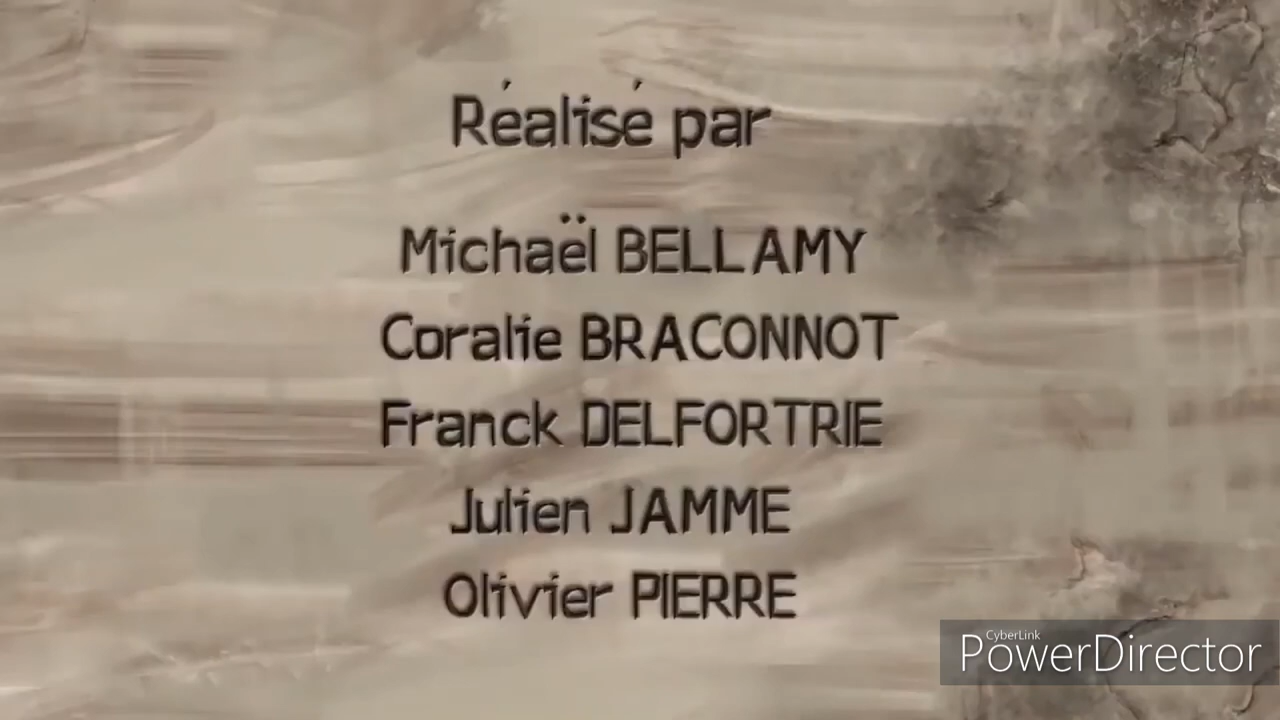 Réalisé par
Michaël BELLAMY
Coralie BRACONNOT
Franck DELFORTRIE
Julien JAMME
Olivier PIERRE
CyberLink
PowerDirector